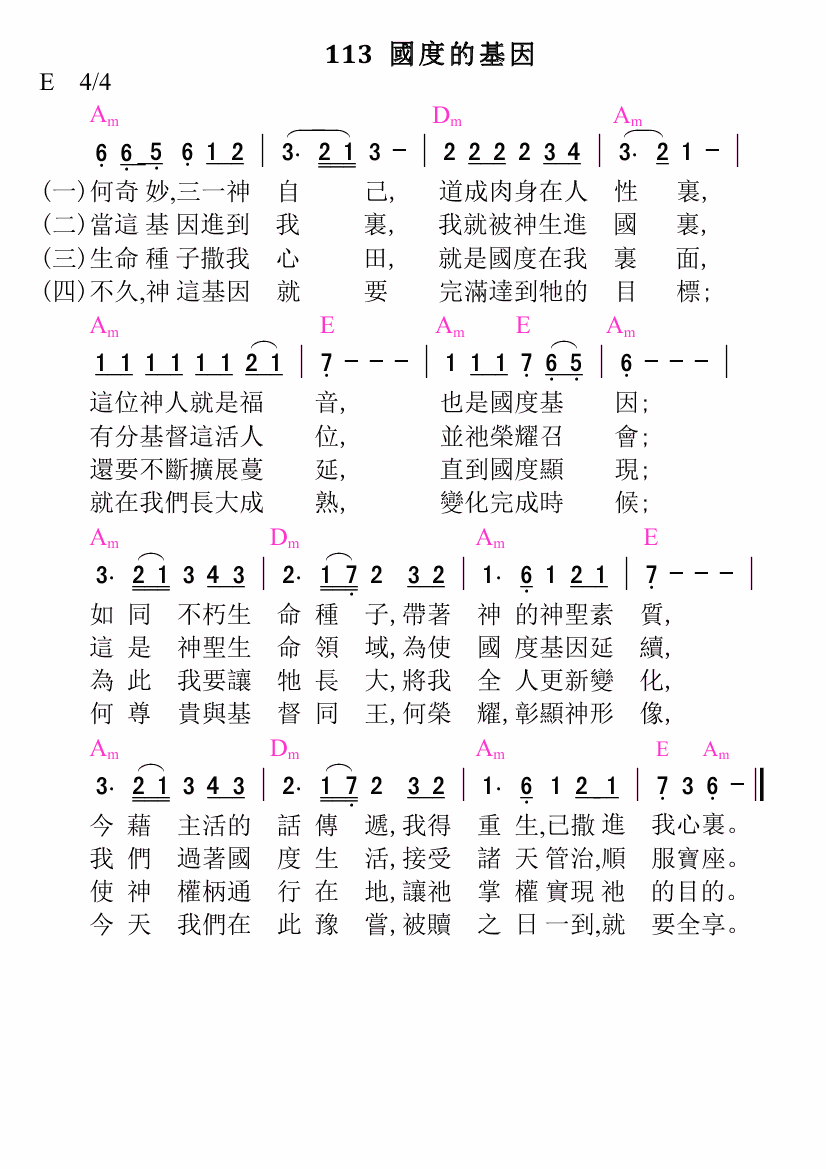 113 國度的基因
E 4/4
Am Dm Am
6 6 5 6 1 2 | 3· 2 1 3 - | 2 2 2 2 3 4 | 3· 2 1 - |
(一)何奇妙,三一神自己,道成肉身在人性裏,
(二)當這基因進到我裏,我就被神生進國裏,
(三)生命種子撒我心田,就是國度在我裏面,
(四)不久,神這基因就要完滿達到牠的目標;
Am E Am E Am
1 1 1 1 1 1 2 1 | 7 - - - | 1 1 1 7 6 5 | 6 - - - |
這位神人就是福音,也是國度基因;
有分基督這活人位,並祂榮耀召會;
還要不斷擴展蔓延,直到國度顯現;
就在我們長大成熟,變化完成時候;
Am Dm Am E
3· 2 1 3 4 3 | 2· 1 7 2 3 2 | 1· 6 1 2 1 | 7 - - - |
如同不朽生命種子,帶著神的神聖素質,
這是神聖生命領域,為使國度基因延續,
為此我要讓牠長大,將我全人更新變化,
何尊貴與基督同王,何榮耀,彰顯神形像,
Am Dm Am E Am
3· 2 1 3 4 3 | 2· 1 7 2 3 2 | 1· 6 1 2 1 | 7 3 6 - ‖
今藉主活的話傳遞,我得重生,己撒進我心裏。
我們過著國度生活,接受諸天管治,順服寶座。
使神權柄通行在地,讓祂掌權實現祂的目的。
今天我們在此豫嘗,被贖之日一到,就要全享。